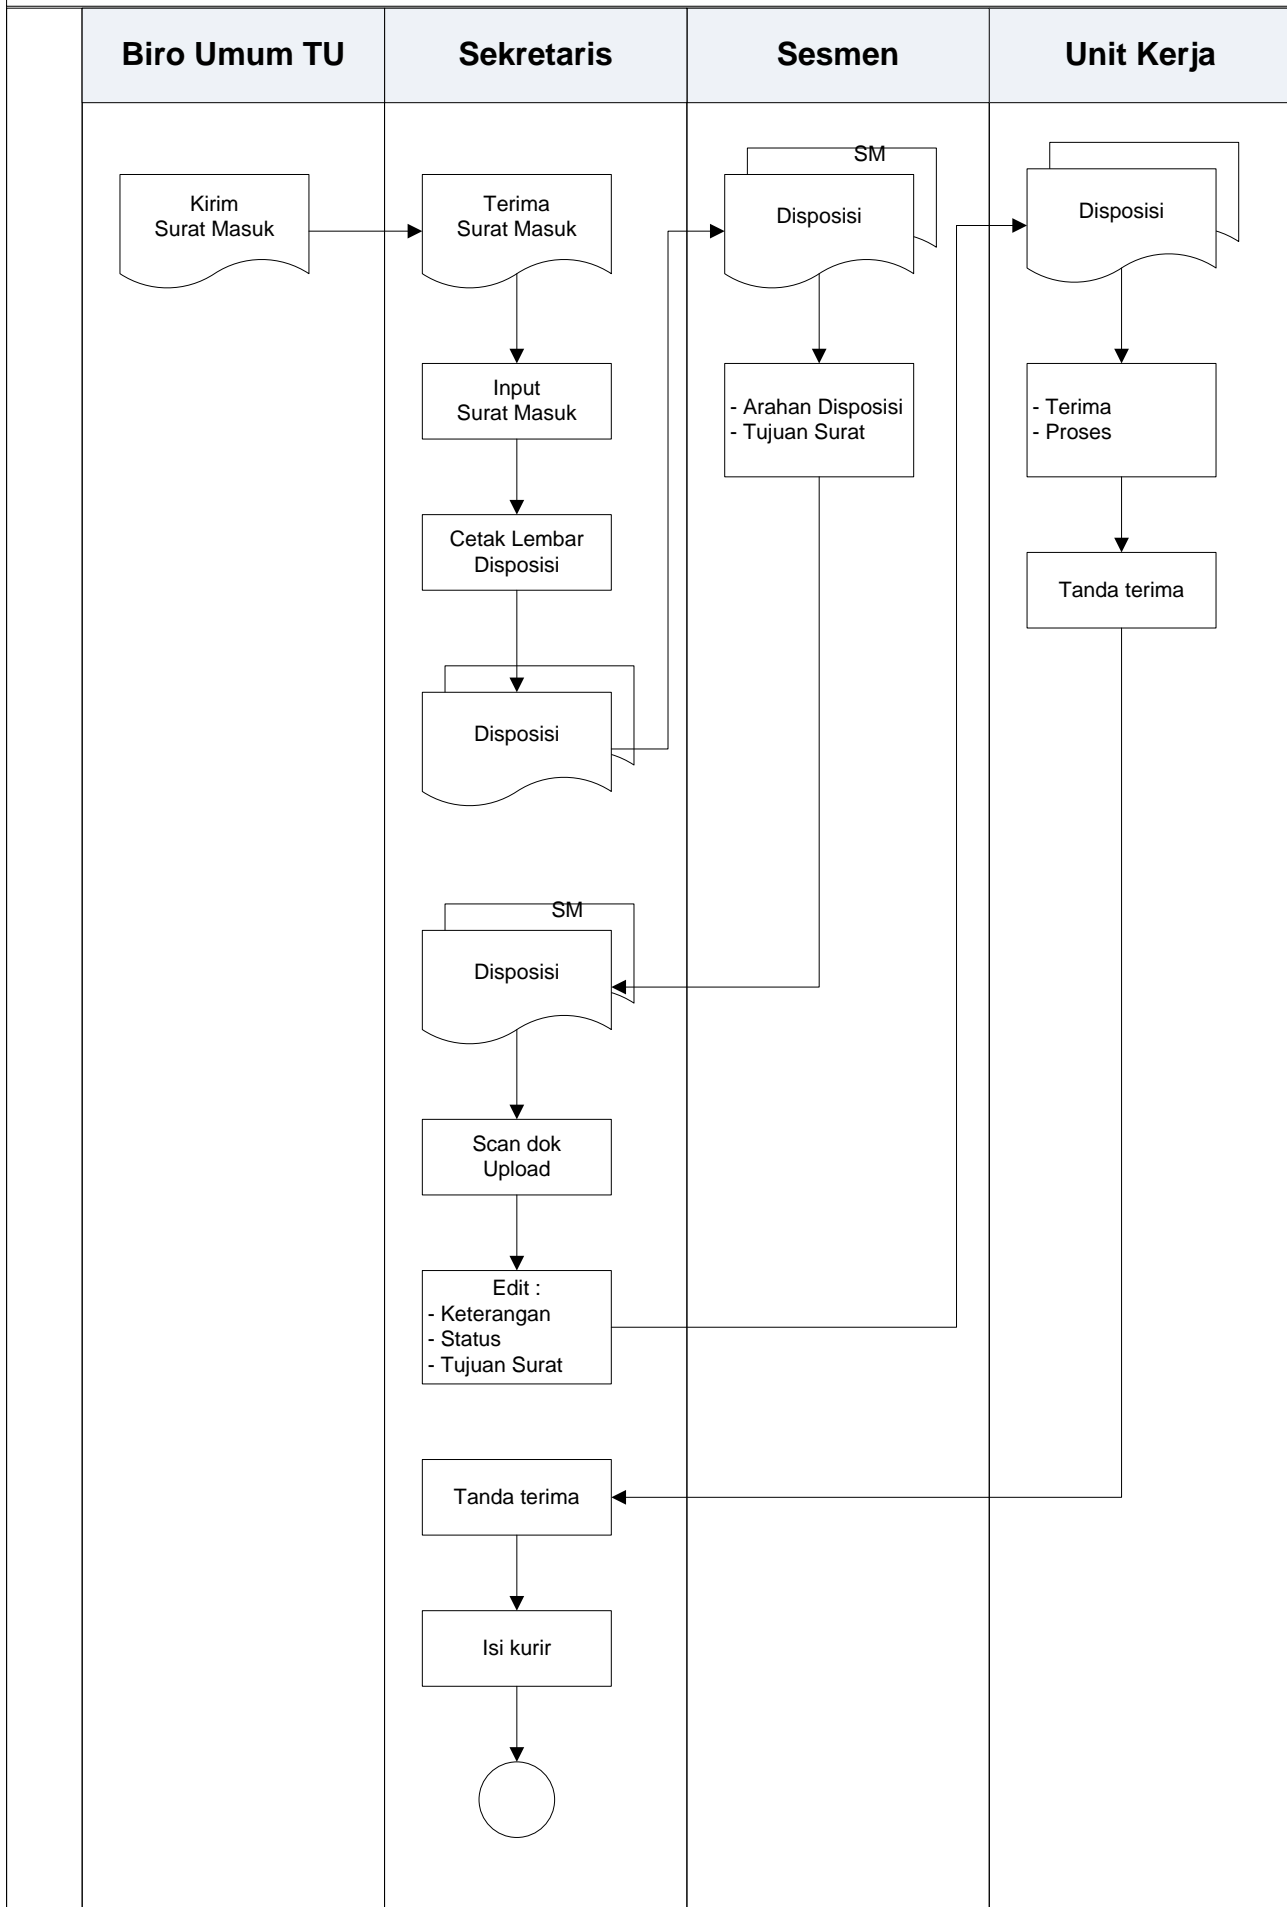 Biro Umum TU
Sekretaris
Sesmen
Unit Kerja
Kirim
Surat Masuk
Terima
Surat Masuk
SM
Disposisi
Disposisi
Input
Surat Masuk
- Arahan Disposisi
- Tujuan Surat
- Terima
- Proses
Cetak Lembar
Disposisi
Tanda terima
Disposisi
SM
Disposisi
Scan dok
Upload
Edit :
- Keterangan
- Status
- Tujuan Surat
Tanda terima
Isi kurir